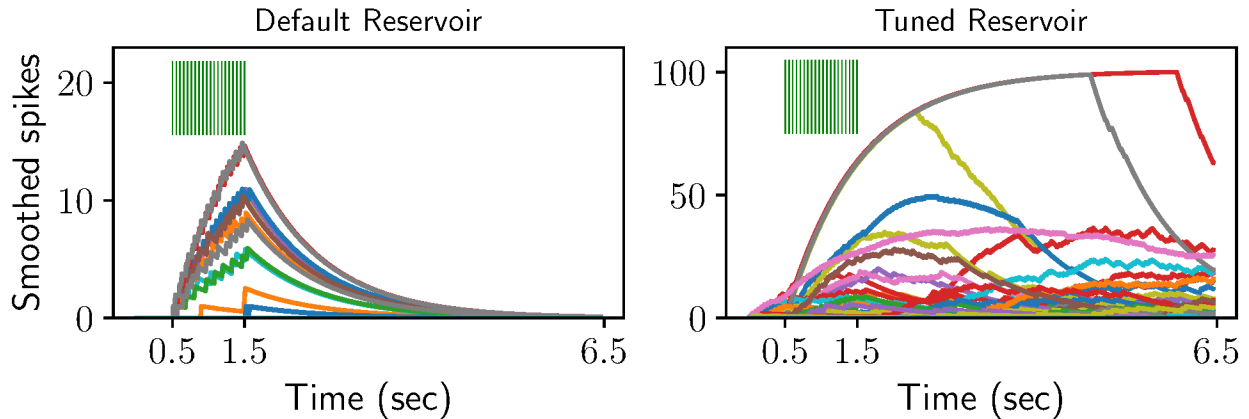 Default Reservoir
Smoothed spikes
20
10
0
0.5 1.5 6.5
Time (sec)
Tuned Reservoir
100
50
0
0.5 1.5 6.5
Time (sec)